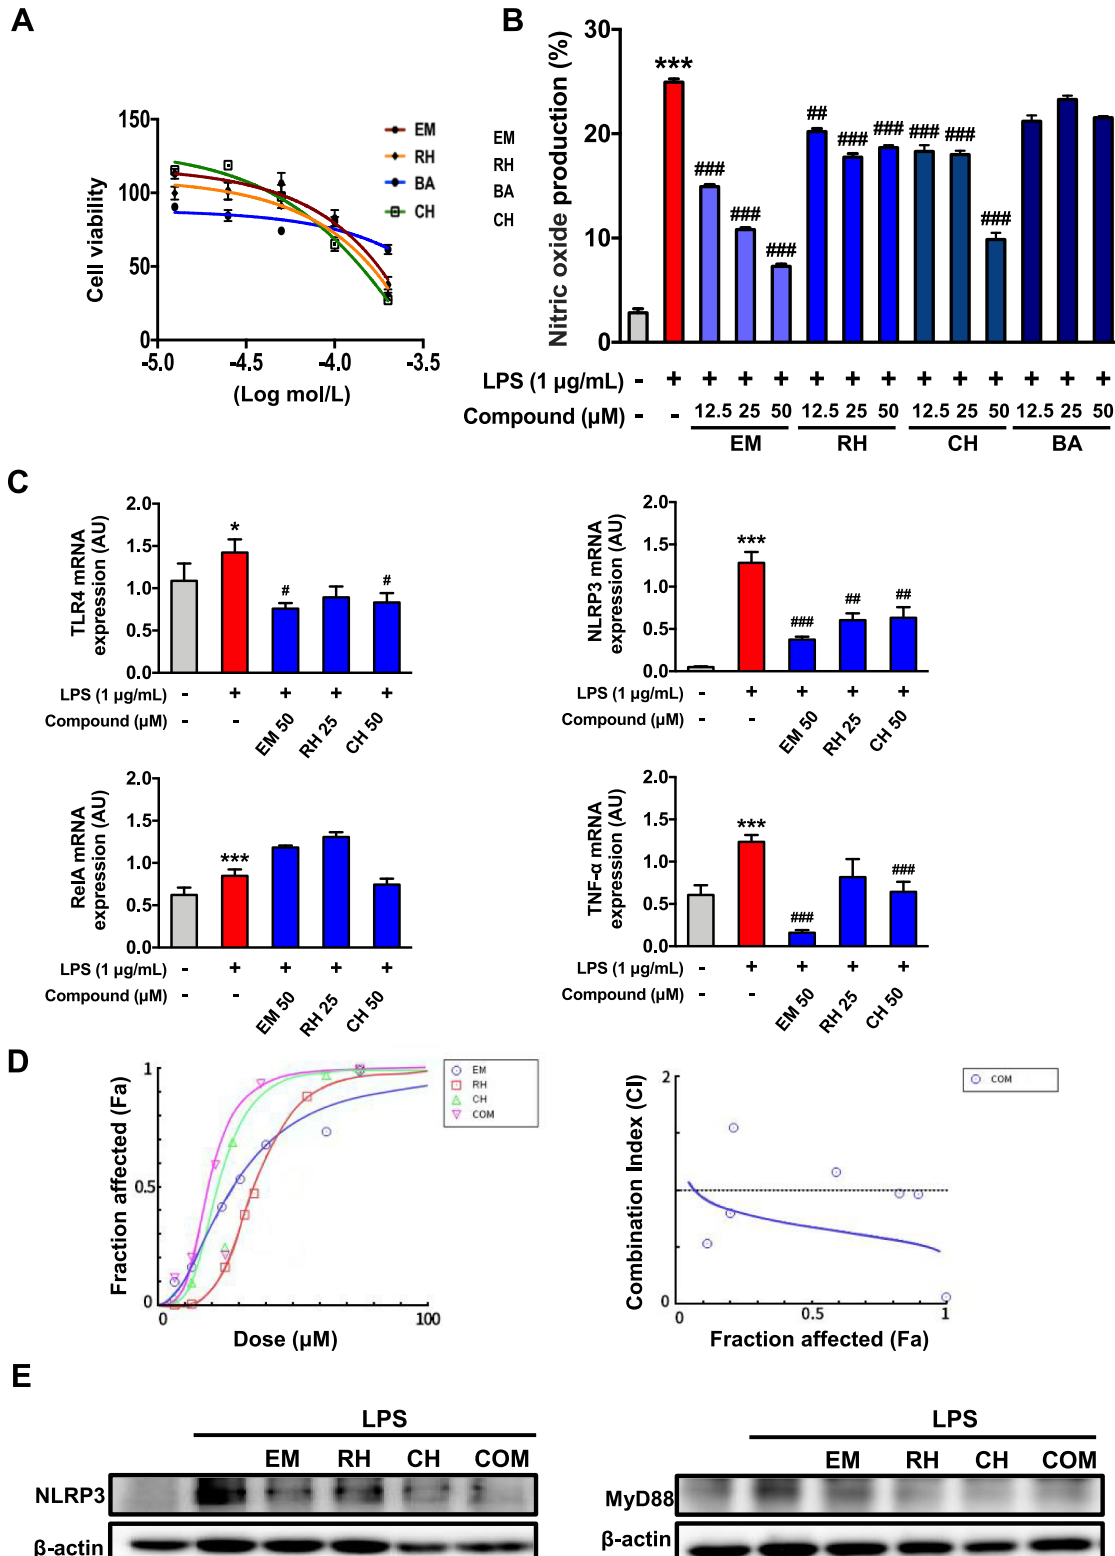 A
Cell viability
150
100
50
0
-5.0 -4.5 -4.0 -3.5
(Log mol/L)
EM
RH
BA
CH
EM
RH
BA
CH
B
Nitric oxide production (%)
30
20
10
0
***
### ### ###
## ### ###
### ### ###
LPS (1 µg/mL) - + + + + + + + + + + + + +
Compound (µM) - - 12.5 25 50 12.5 25 50 12.5 25 50 12.5 25 50
EM RH CH BA
C
TLR4 mRNA
expression (AU)
2.0
1.5
1.0
0.5
0.0
* # #
LPS (1 µg/mL) - + + + +
Compound (µM) - - EM 50 RH 25 CH 50
NLRP3 mRNA
expression (AU)
2.0
1.5
1.0
0.5
0.0
*** ### ## ##
LPS (1 µg/mL) - + + + +
Compound (µM) - - EM 50 RH 25 CH 50
RelA mRNA
expression (AU)
2.0
1.5
1.0
0.5
0.0
***
LPS (1 µg/mL) - + + + +
Compound (µM) - - EM 50 RH 25 CH 50
TNF-α mRNA
expression (AU)
2.0
1.5
1.0
0.5
0.0
*** ### ###
LPS (1 µg/mL) - + + + +
Compound (µM) - - EM 50 RH 25 CH 50
D
Fraction affected (Fa)
1
0.5
0
0 100
Dose (µM)
EM
RH
CH
COM
Combination Index (CI)
2
1
0
0 0.5 1
Fraction affected (Fa)
COM
E
LPS
EM RH CH COM
NLRP3
β-actin
LPS
EM RH CH COM
MyD88
β-actin